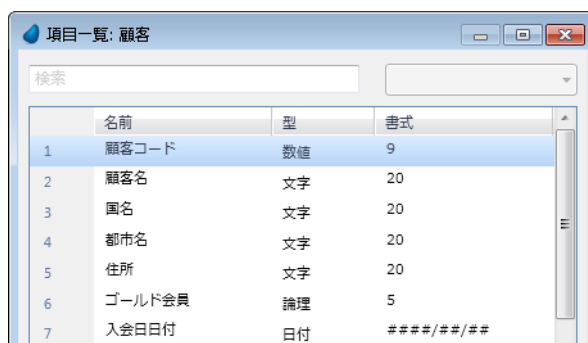 項目一覧: 顧客
検索
名前 型 書式
1 顧客コード 数値 9
2 顧客名 文字 20
3 国名 文字 20
4 都市名 文字 20
5 住所 文字 20
6 ゴールド会員 論理 5
7 入会日日付 日付 ####/##/##